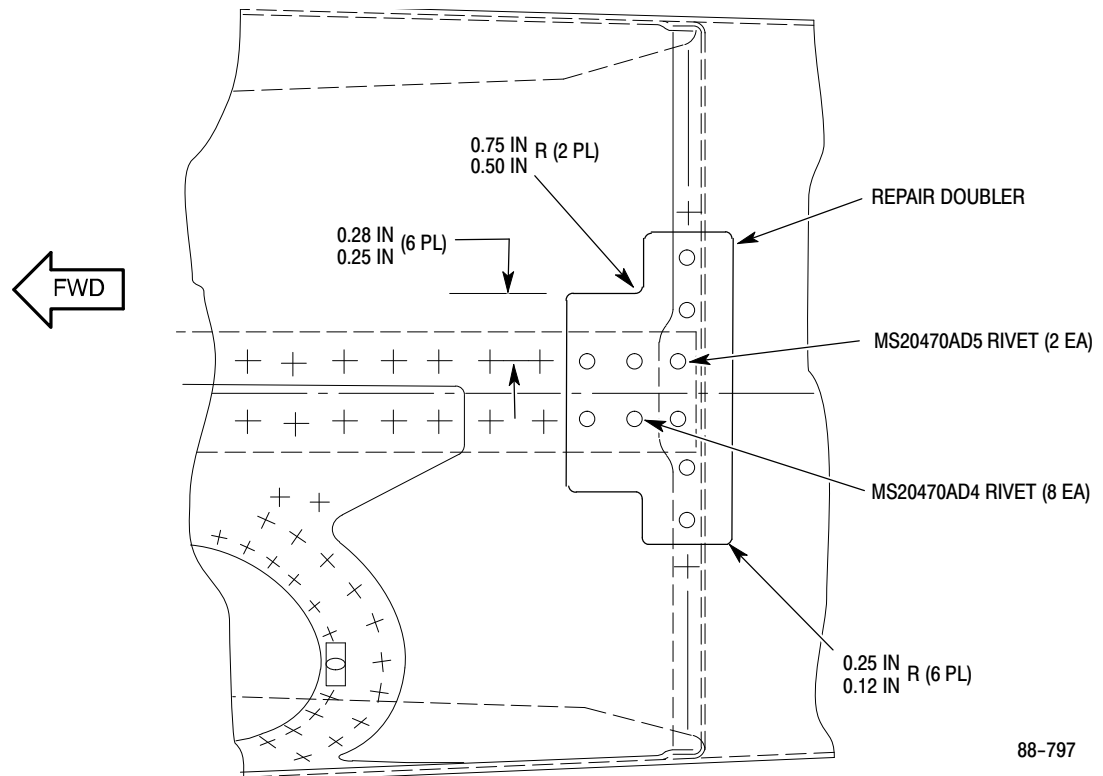 0.75 IN
0.50 IN R (2 PL)
REPAIR DOUBLER
0.28 IN
0.25 IN (6 PL)
FWD
MS20470AD5 RIVET (2 EA)
MS20470AD4 RIVET (8 EA)
0.25 IN
0.12 IN R (6 PL)
88-797